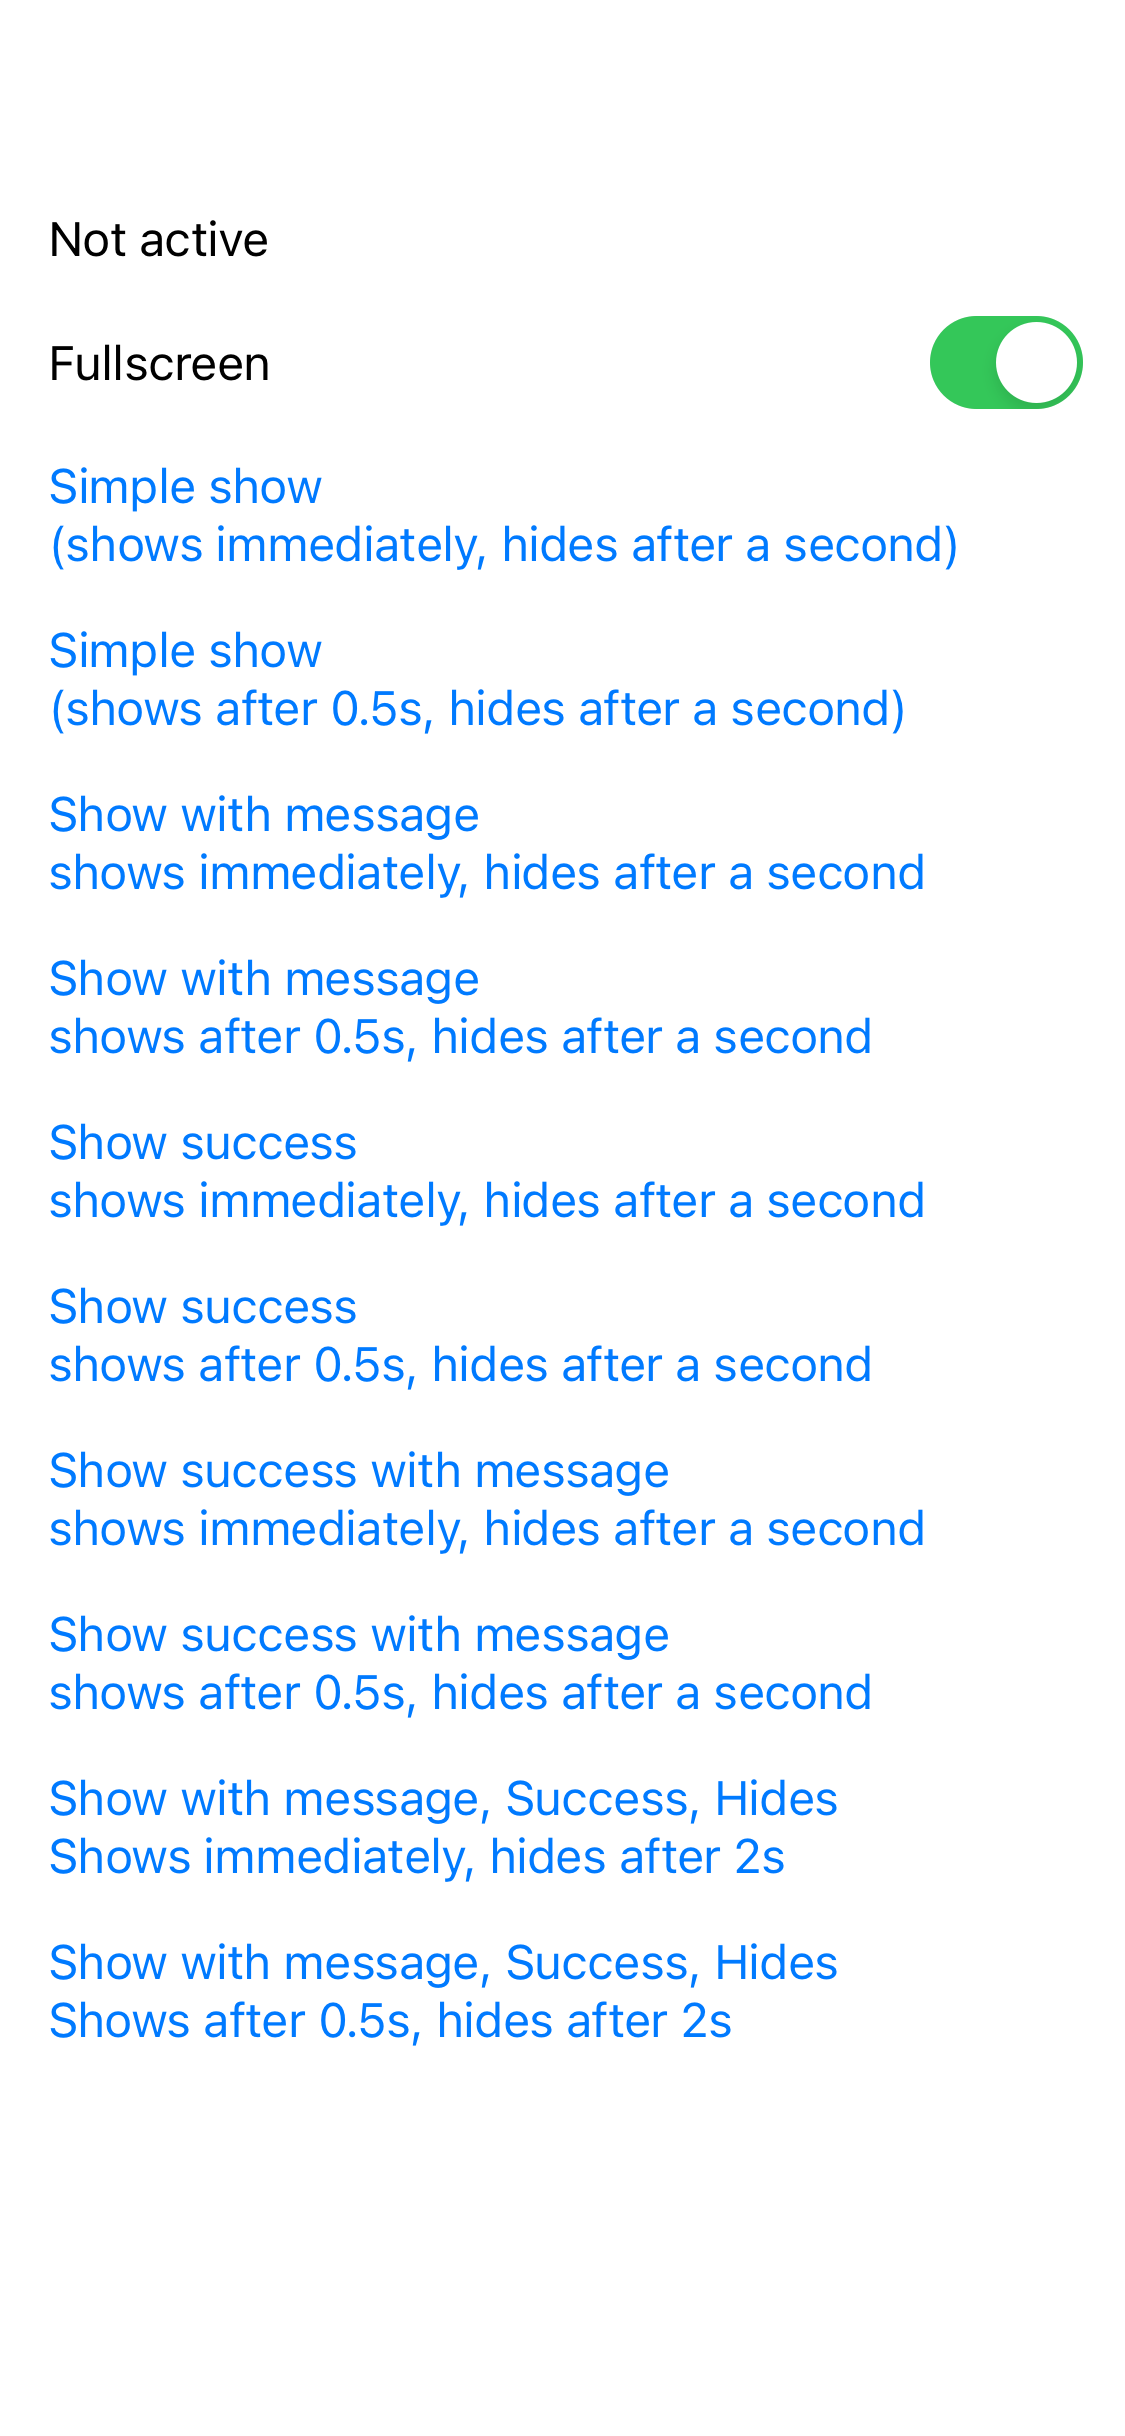 Not active
Fullscreen
Simple show
(shows immediately, hides after a second)
Simple show
(shows after 0.5s, hides after a second)
Show with message
shows immediately, hides after a second
Show with message
shows after 0.5s, hides after a second
Show success
shows immediately, hides after a second
Show success
shows after 0.5s, hides after a second
Show success with message
shows immediately, hides after a second
Show success with message
shows after 0.5s, hides after a second
Show with message, Success, Hides
Shows immediately, hides after 2s
Show with message, Success, Hides
Shows after 0.5s, hides after 2s